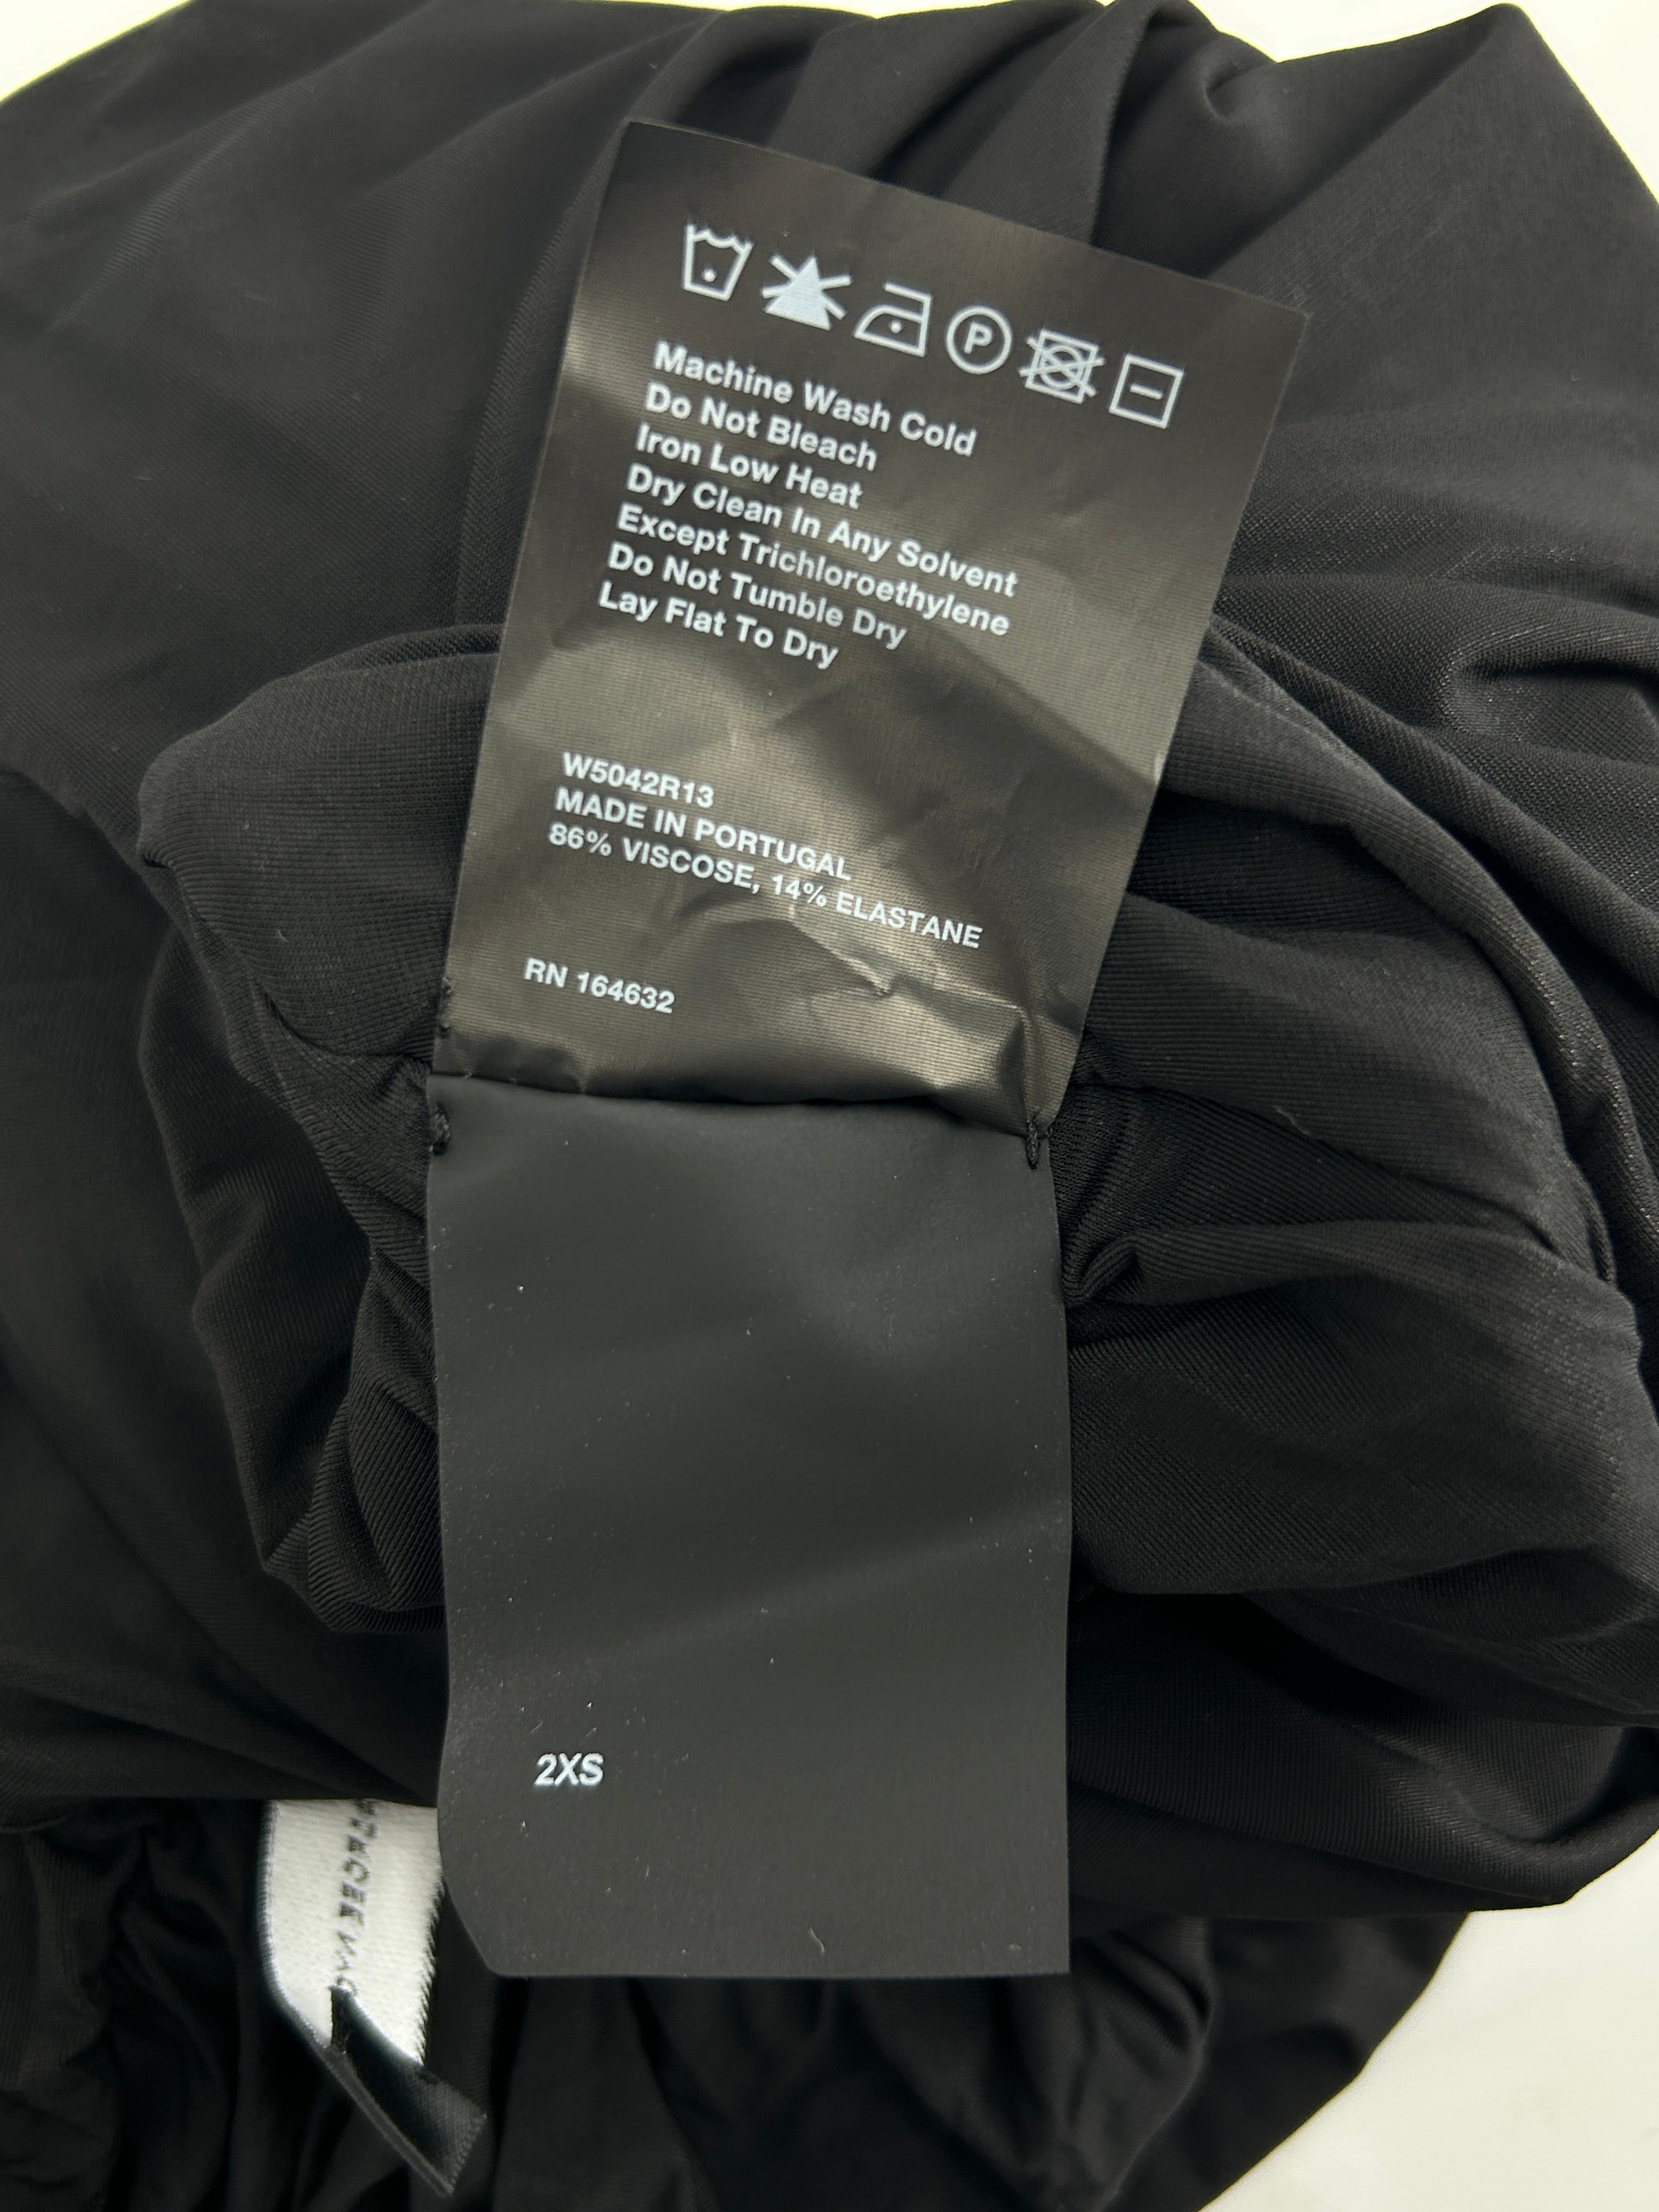 P
Machine Wash Cold
Do Not Bleach
Iron Low Heat
Dry Clean In Any Solvent
Except Trichloroethylene
Do Not Tumble Dry
Lay Flat To Dry
W5042R13
MADE IN PORTUGAL
86% VISCOSE, 14% ELASTANE
RN 164632
2XS